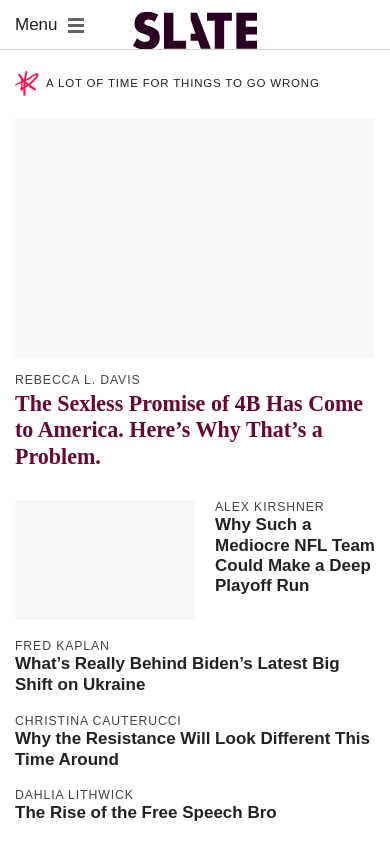 Menu
SLATE
A LOT OF TIME FOR THINGS TO GO WRONG
REBECCA L. DAVIS
The Sexless Promise of 4B Has Come
to America. Here’s Why That’s a
Problem.
ALEX KIRSHNER
Why Such a
Mediocre NFL Team
Could Make a Deep
Playoff Run
FRED KAPLAN
What’s Really Behind Biden’s Latest Big
Shift on Ukraine
CHRISTINA CAUTERUCCI
Why the Resistance Will Look Different This
Time Around
DAHLIA LITHWICK
The Rise of the Free Speech Bro